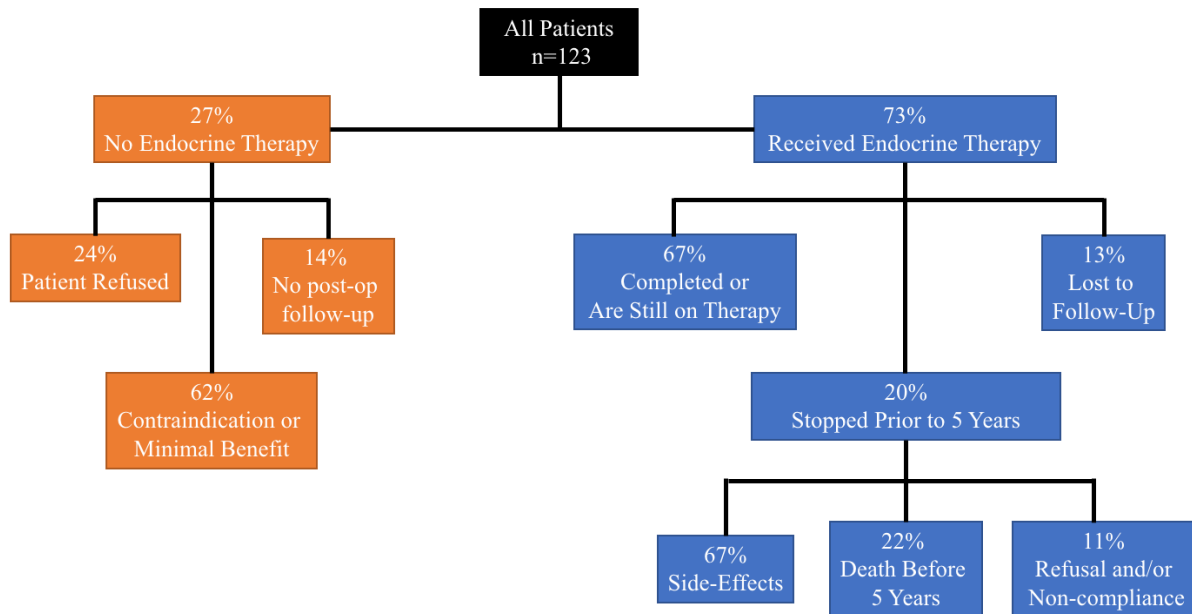 All Patients
n=123
27%
No Endocrine Therapy
73%
Received Endocrine Therapy
24%
Patient Refused
14%
No post-op
follow-up
67%
Completed or
Are Still on Therapy
13%
Lost to
Follow-Up
62%
Contraindication or
Minimal Benefit
20%
Stopped Prior to 5 Years
67%
Side-Effects
22%
Death Before
5 Years
11%
Refusal and/or
Non-compliance